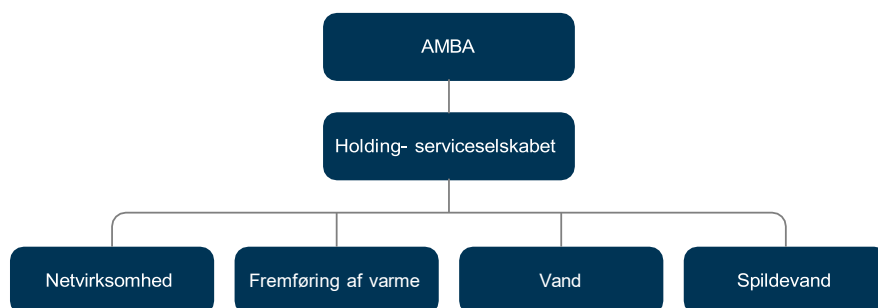 AMBA
Holding- serviceselskabet
Netvirksomhed
Fremføring af varme
Vand
Spildevand